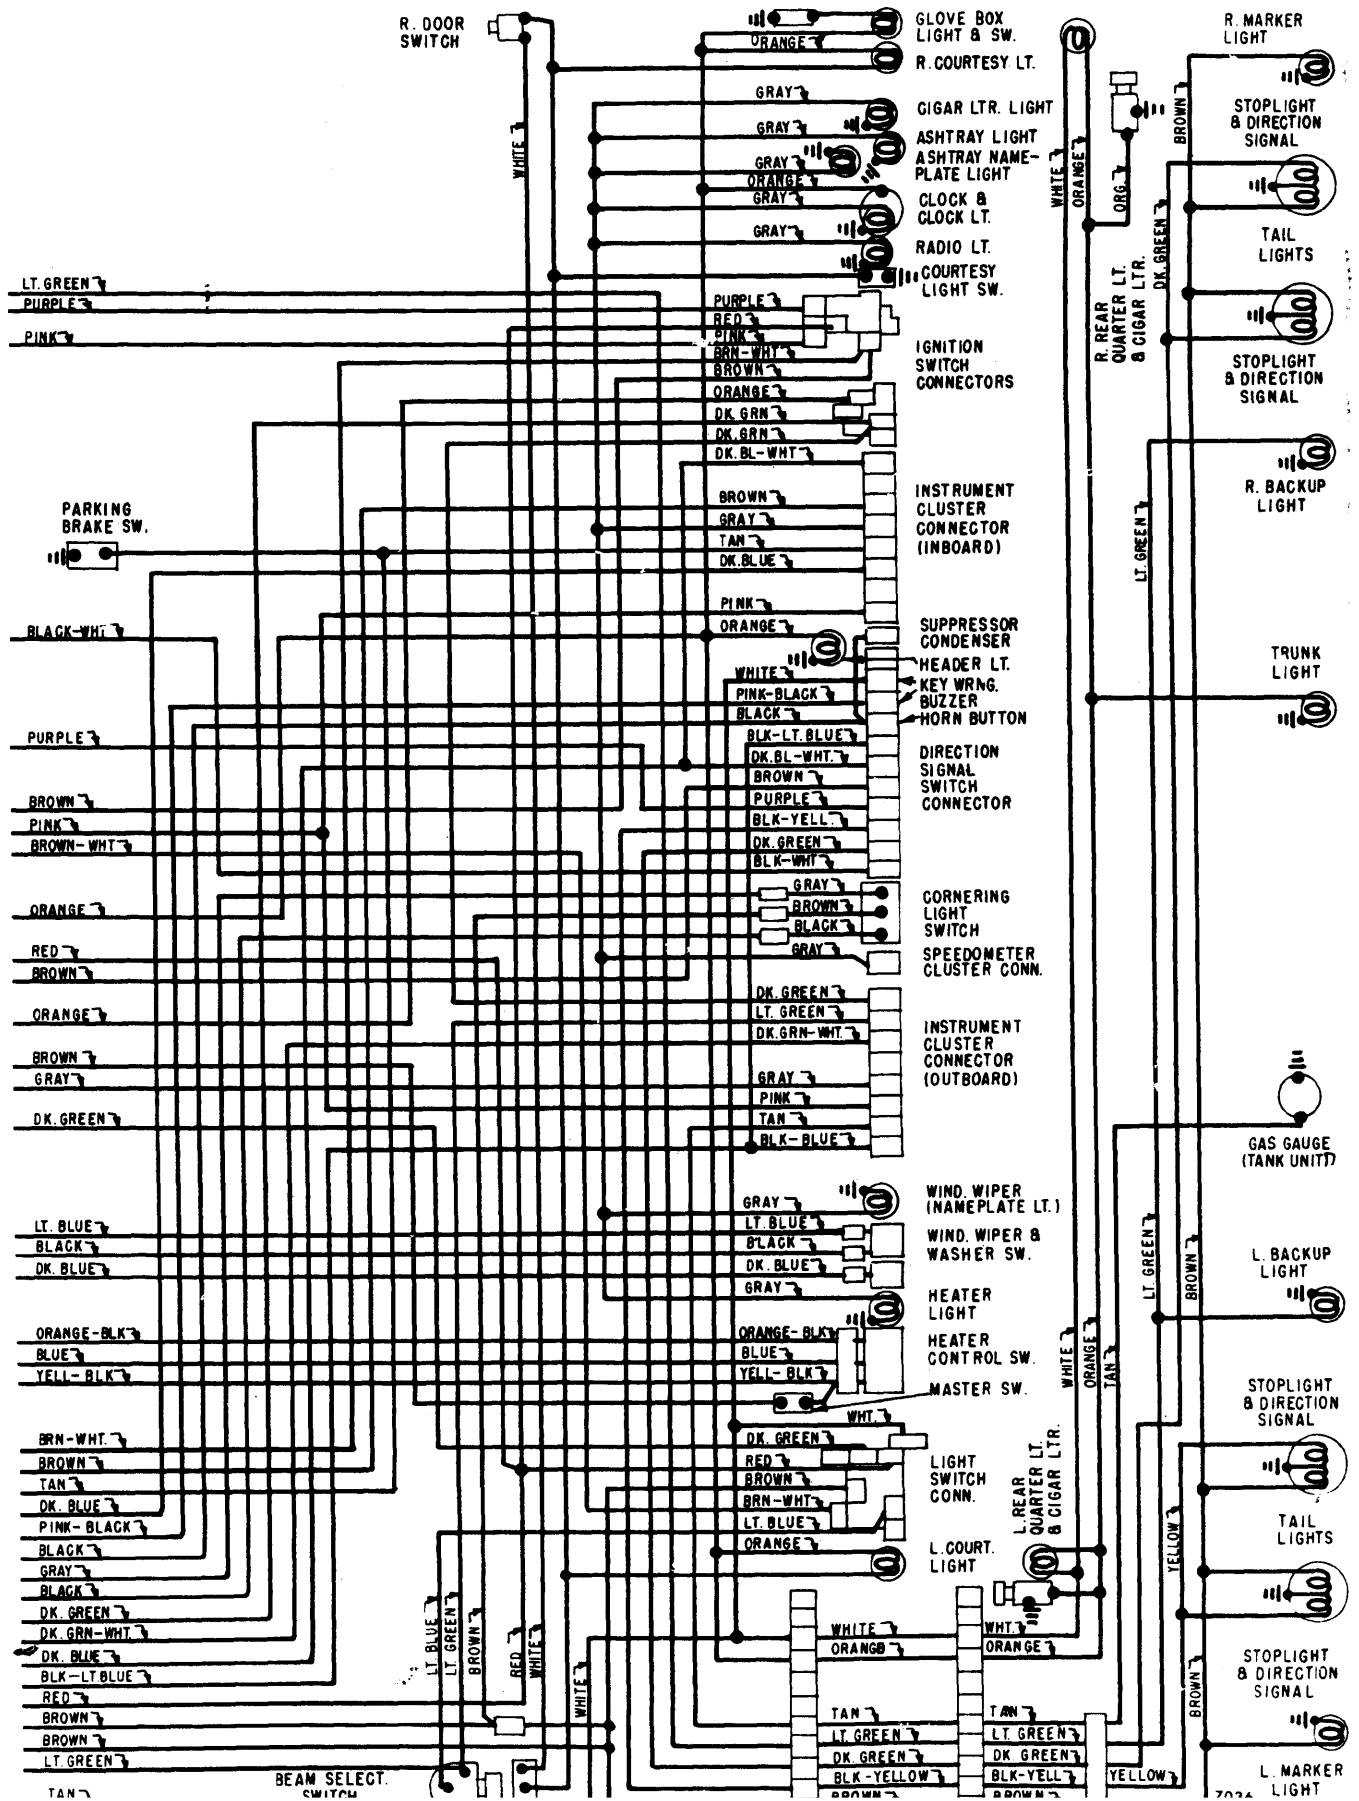 R. DOOR
SWITCH
GLOVE BOX
LIGHT & SW.
ORANGE
R. COURTESY LT.
GRAY
CIGAR LTR. LIGHT
GRAY
ASHTRAY LIGHT
GRAY
ASHTRAY NAME-
PLATE LIGHT
ORANGE
GRAY
CLOCK &
CLOCK LT.
GRAY
RADIO LT.
COURTESY
LIGHT SW.
WHITE
WHITE
ORANGE
ORG.
R. REAR
QUARTER LT.
& CIGAR LTR.
BROWN
DK. GREEN
R. MARKER
LIGHT
STOPLIGHT
& DIRECTION
SIGNAL
TAIL
LIGHTS
STOPLIGHT
& DIRECTION
SIGNAL
LT. GREEN
R. BACKUP
LIGHT
TRUNK
LIGHT
GAS GAUGE
(TANK UNIT)
LT. GREEN
BROWN
L. BACKUP
LIGHT
STOPLIGHT
& DIRECTION
SIGNAL
TAIL
LIGHTS
YELLOW
BROWN
STOPLIGHT
& DIRECTION
SIGNAL
L. MARKER
LIGHT
LT. GREEN
PURPLE
PINK
PURPLE
RED
PINK
BRN-WHT
BROWN
IGNITION
SWITCH
CONNECTORS
ORANGE
DK. GRN
DK. GRN
DK. BL-WHT
BROWN
GRAY
TAN
DK. BLUE
PINK
INSTRUMENT
CLUSTER
CONNECTOR
(INBOARD)
PARKING
BRAKE SW.
BLACK-WHT
ORANGE
SUPPRESSOR
CONDENSER
HEADER LT.
WHITE
KEY WRNG.
BUZZER
PINK-BLACK
BLACK
HORN BUTTON
PURPLE
BLK-LT. BLUE
DK. BL-WHT.
BROWN
PURPLE
BLK-YELL.
DK. GREEN
BLK-WHT
DIRECTION
SIGNAL
SWITCH
CONNECTOR
BROWN
PINK
BROWN-WHT
GRAY
BROWN
BLACK
CORNERING
LIGHT
SWITCH
ORANGE
RED
BROWN
GRAY
SPEEDOMETER
CLUSTER CONN.
ORANGE
BROWN
GRAY
DK. GREEN
DK. GREEN
LT. GREEN
DK. GRN-WHT.
GRAY
PINK
TAN
BLK-BLUE
INSTRUMENT
CLUSTER
CONNECTOR
(OUTBOARD)
GRAY
WIND. WIPER
(NAMEPLATE LT.)
LT. BLUE
BLACK
DK. BLUE
LT. BLUE
BLACK
DK. BLUE
WIND. WIPER &
WASHER SW.
GRAY
HEATER
LIGHT
ORANGE-BLK
BLUE
YELL-BLK
ORANGE-BLK
BLUE
YELL-BLK
HEATER
CONTROL SW.
MASTER SW.
WHITE
ORANGE
TAN
WHT.
DK. GREEN
RED
BROWN
BRN-WHT
LT. BLUE
LIGHT
SWITCH
CONN.
ORANGE
L. COURT.
LIGHT
L. REAR
QUARTER LT.
& CIGAR LTR.
BRN-WHT.
BROWN
TAN
DK. BLUE
PINK-BLACK
BLACK
GRAY
BLACK
DK. GREEN
DK. GRN-WHT.
DK. BLUE
BLK-LT. BLUE
RED
BROWN
BROWN
LT. GREEN
TAN
LT. BLUE
LT. GREEN
BROWN
RED
WHITE
WHITE
BEAM SELECT.
SWITCH
WHITE
ORANGE
WHT.
ORANGE
TAN
LT. GREEN
DK. GREEN
BLK-YELLOW
BROWN
TAN
LT. GREEN
DK. GREEN
BLK-YELL
BROWN
YELLOW